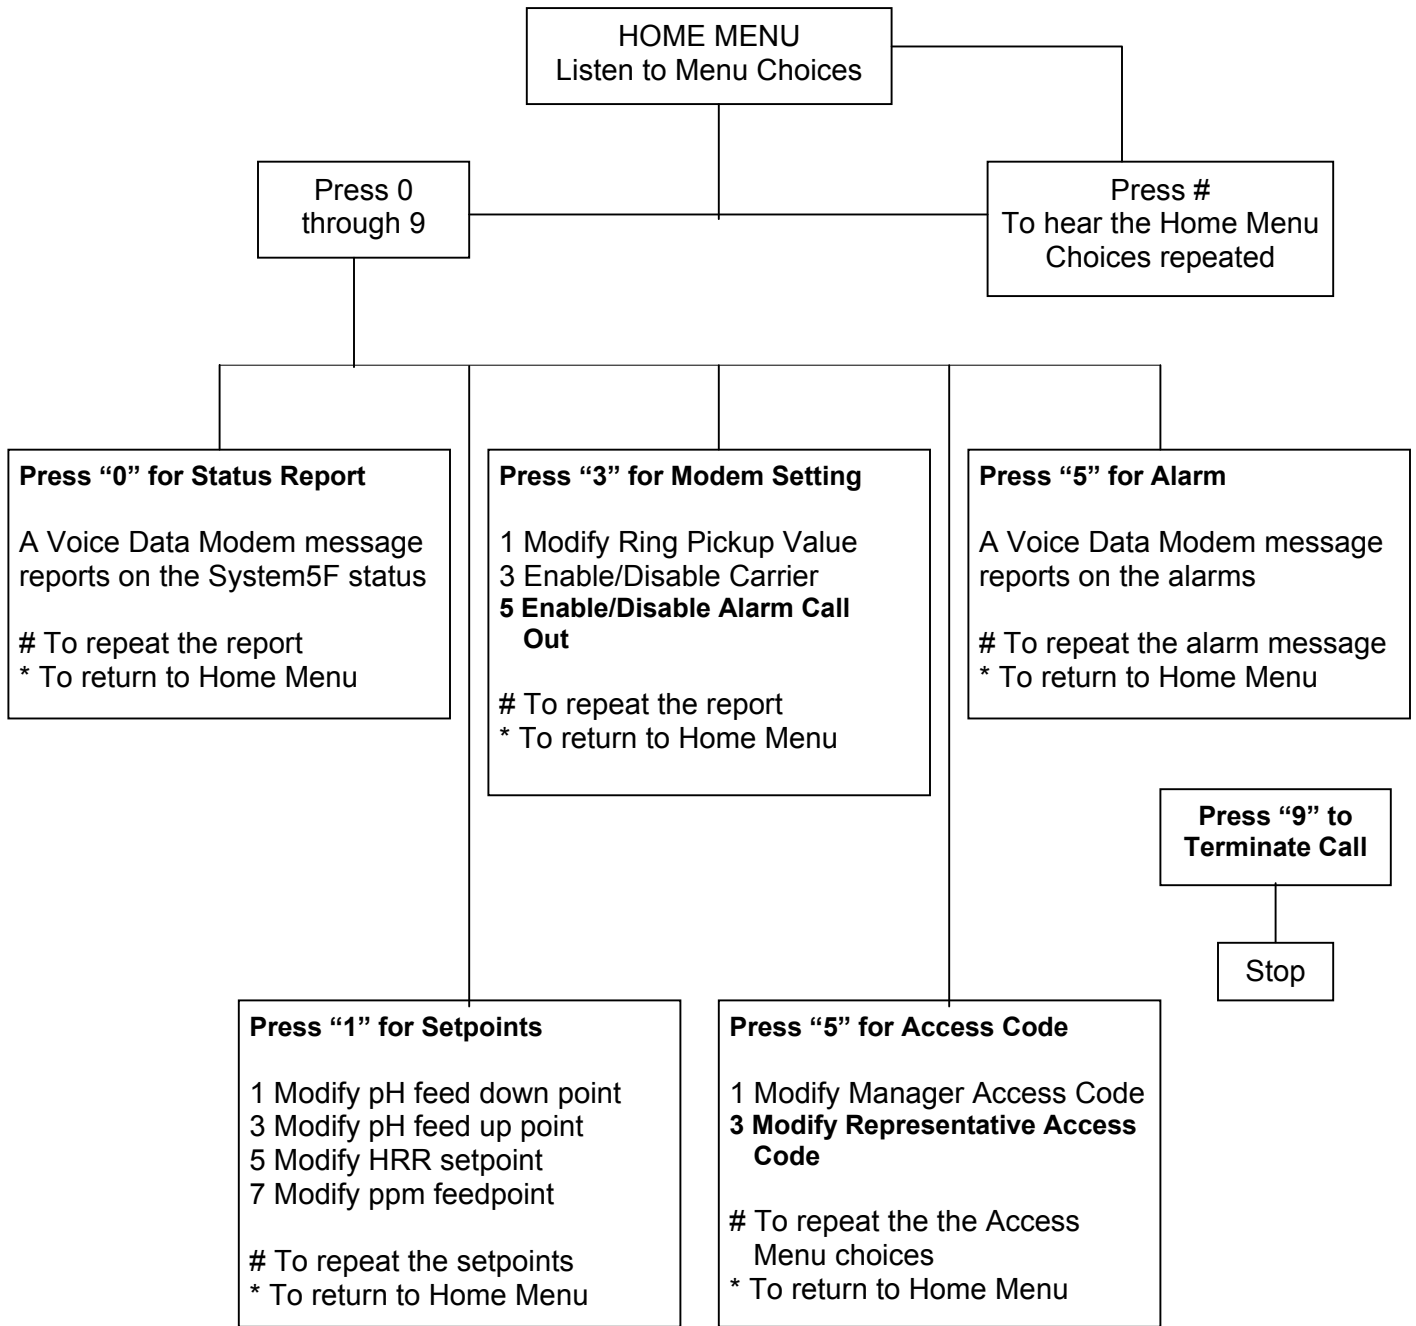 HOME MENU
Listen to Menu Choices
Press 0
through 9
Press #
To hear the Home Menu
Choices repeated
Press “0” for Status Report
A Voice Data Modem message
reports on the System5F status
# To repeat the report
* To return to Home Menu
Press “3” for Modem Setting
1 Modify Ring Pickup Value
3 Enable/Disable Carrier
5 Enable/Disable Alarm Call
Out
# To repeat the report
* To return to Home Menu
Press “5” for Alarm
A Voice Data Modem message
reports on the alarms
# To repeat the alarm message
* To return to Home Menu
Press “9” to
Terminate Call
Stop
Press “1” for Setpoints
1 Modify pH feed down point
3 Modify pH feed up point
5 Modify HRR setpoint
7 Modify ppm feedpoint
# To repeat the setpoints
* To return to Home Menu
Press “5” for Access Code
1 Modify Manager Access Code
3 Modify Representative Access
Code
# To repeat the the Access
Menu choices
* To return to Home Menu